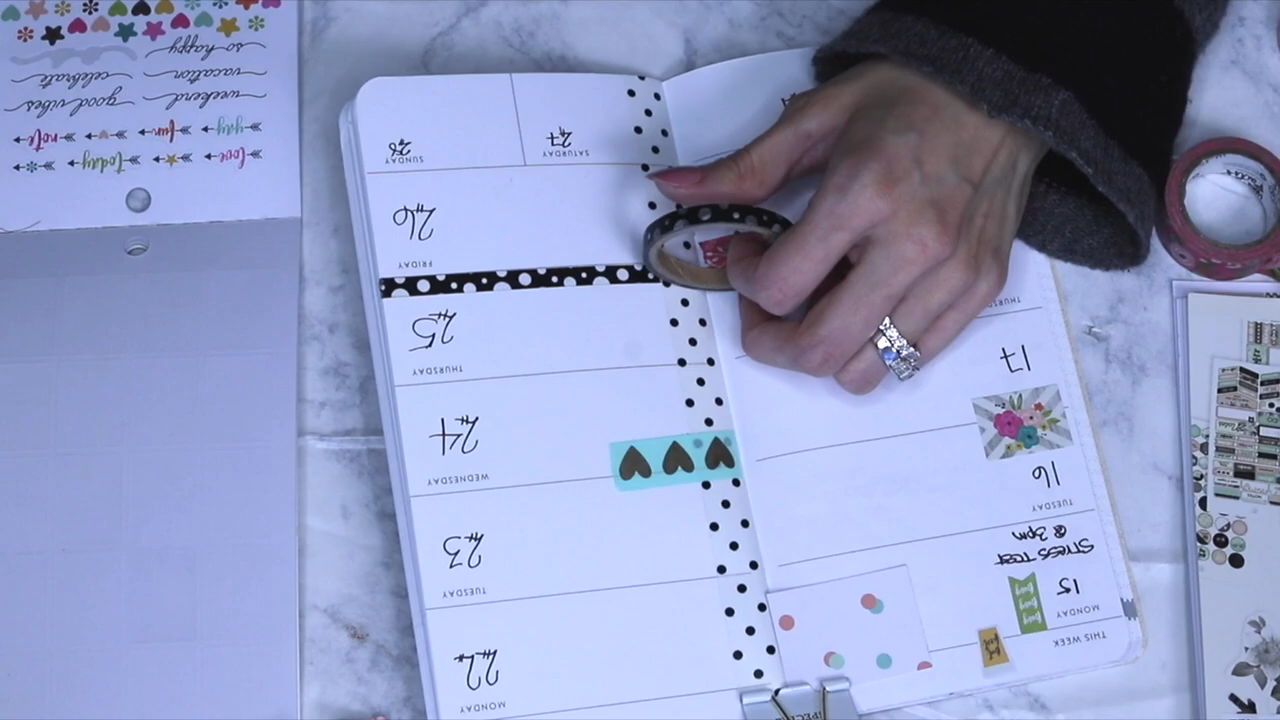 THIS WEEK
MONDAY
15
STRESS TEST
@ 3pm
TUESDAY
16
17
MONDAY
22
TUESDAY
23
WEDNESDAY
24
THURSDAY
25
FRIDAY
26
SATURDAY
27
SUNDAY
28
love today
yay fun note
weekend good vibes
vacation celebrate
so happy